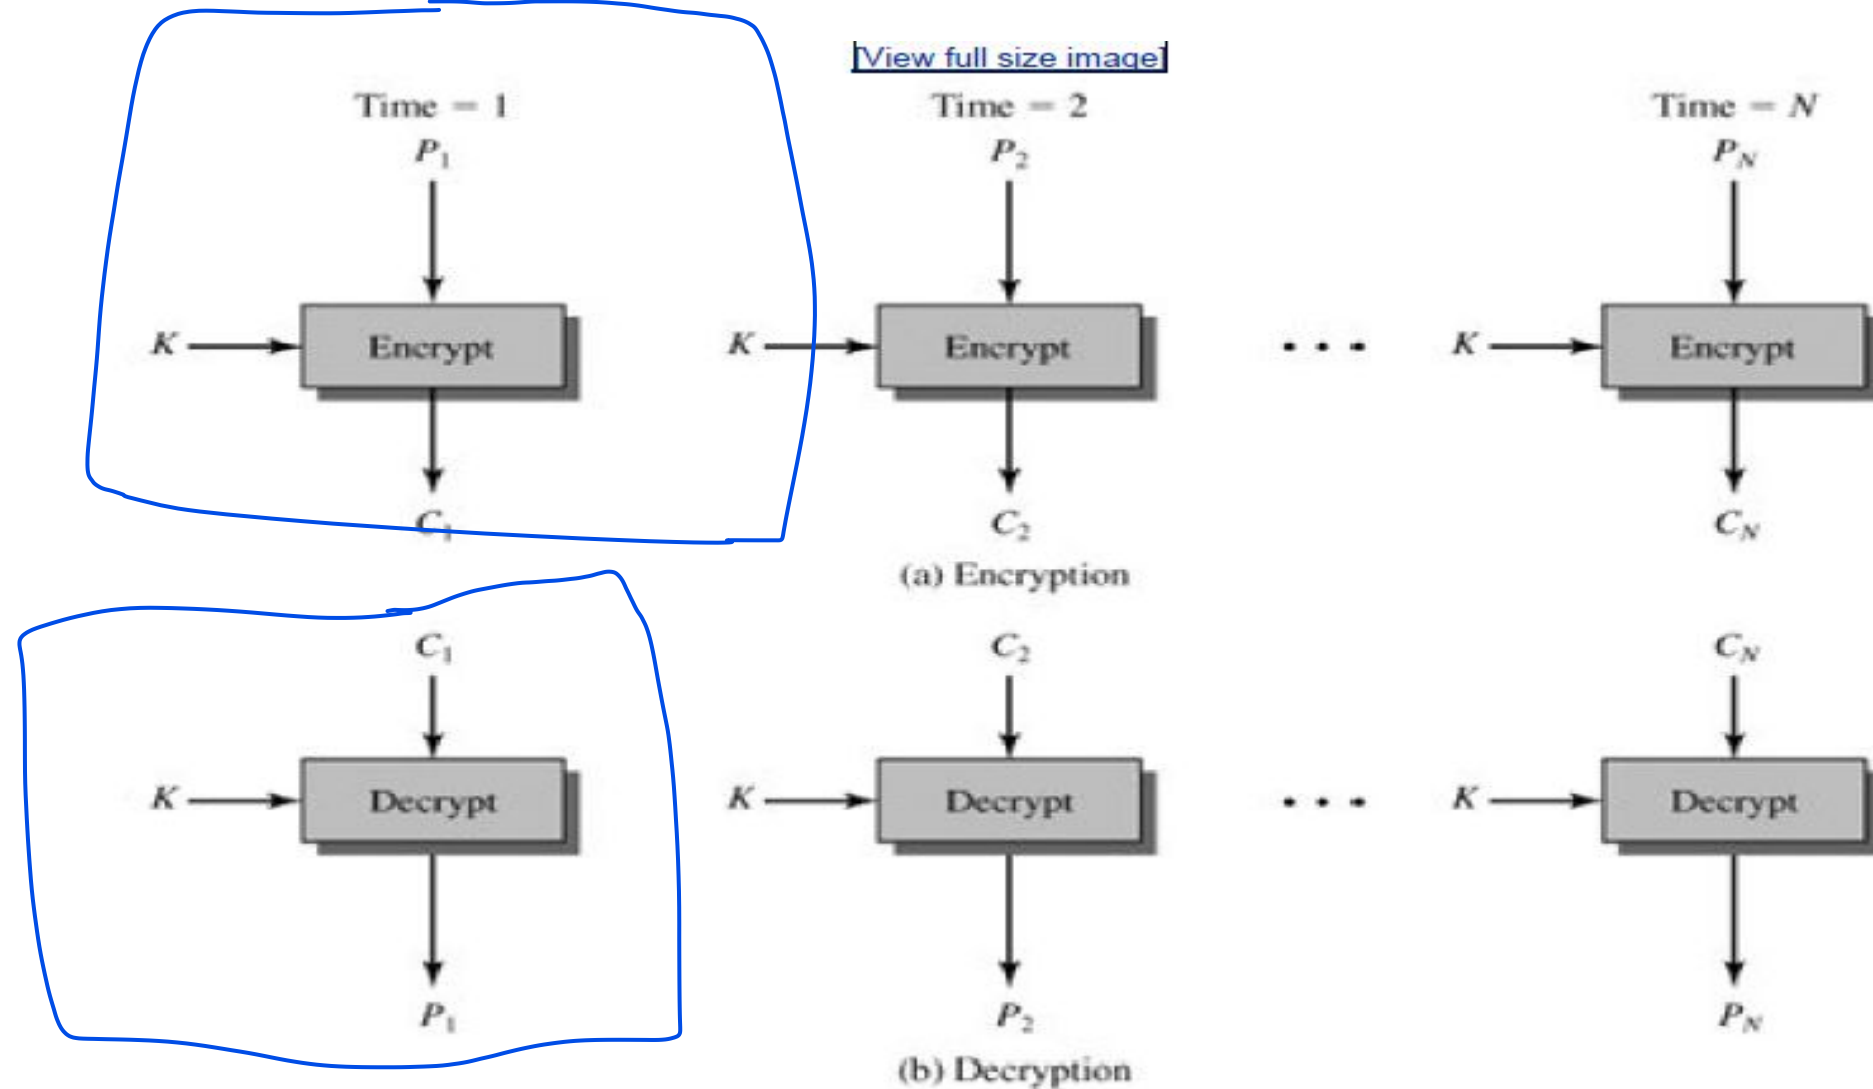 [View full size image]
Time = 1 Time = 2 Time = N
P1 P2 PN
K Encrypt K Encrypt . . . K Encrypt
C1 C2 CN
(a) Encryption
C1 C2 CN
K Decrypt K Decrypt . . . K Decrypt
P1 P2 PN
(b) Decryption